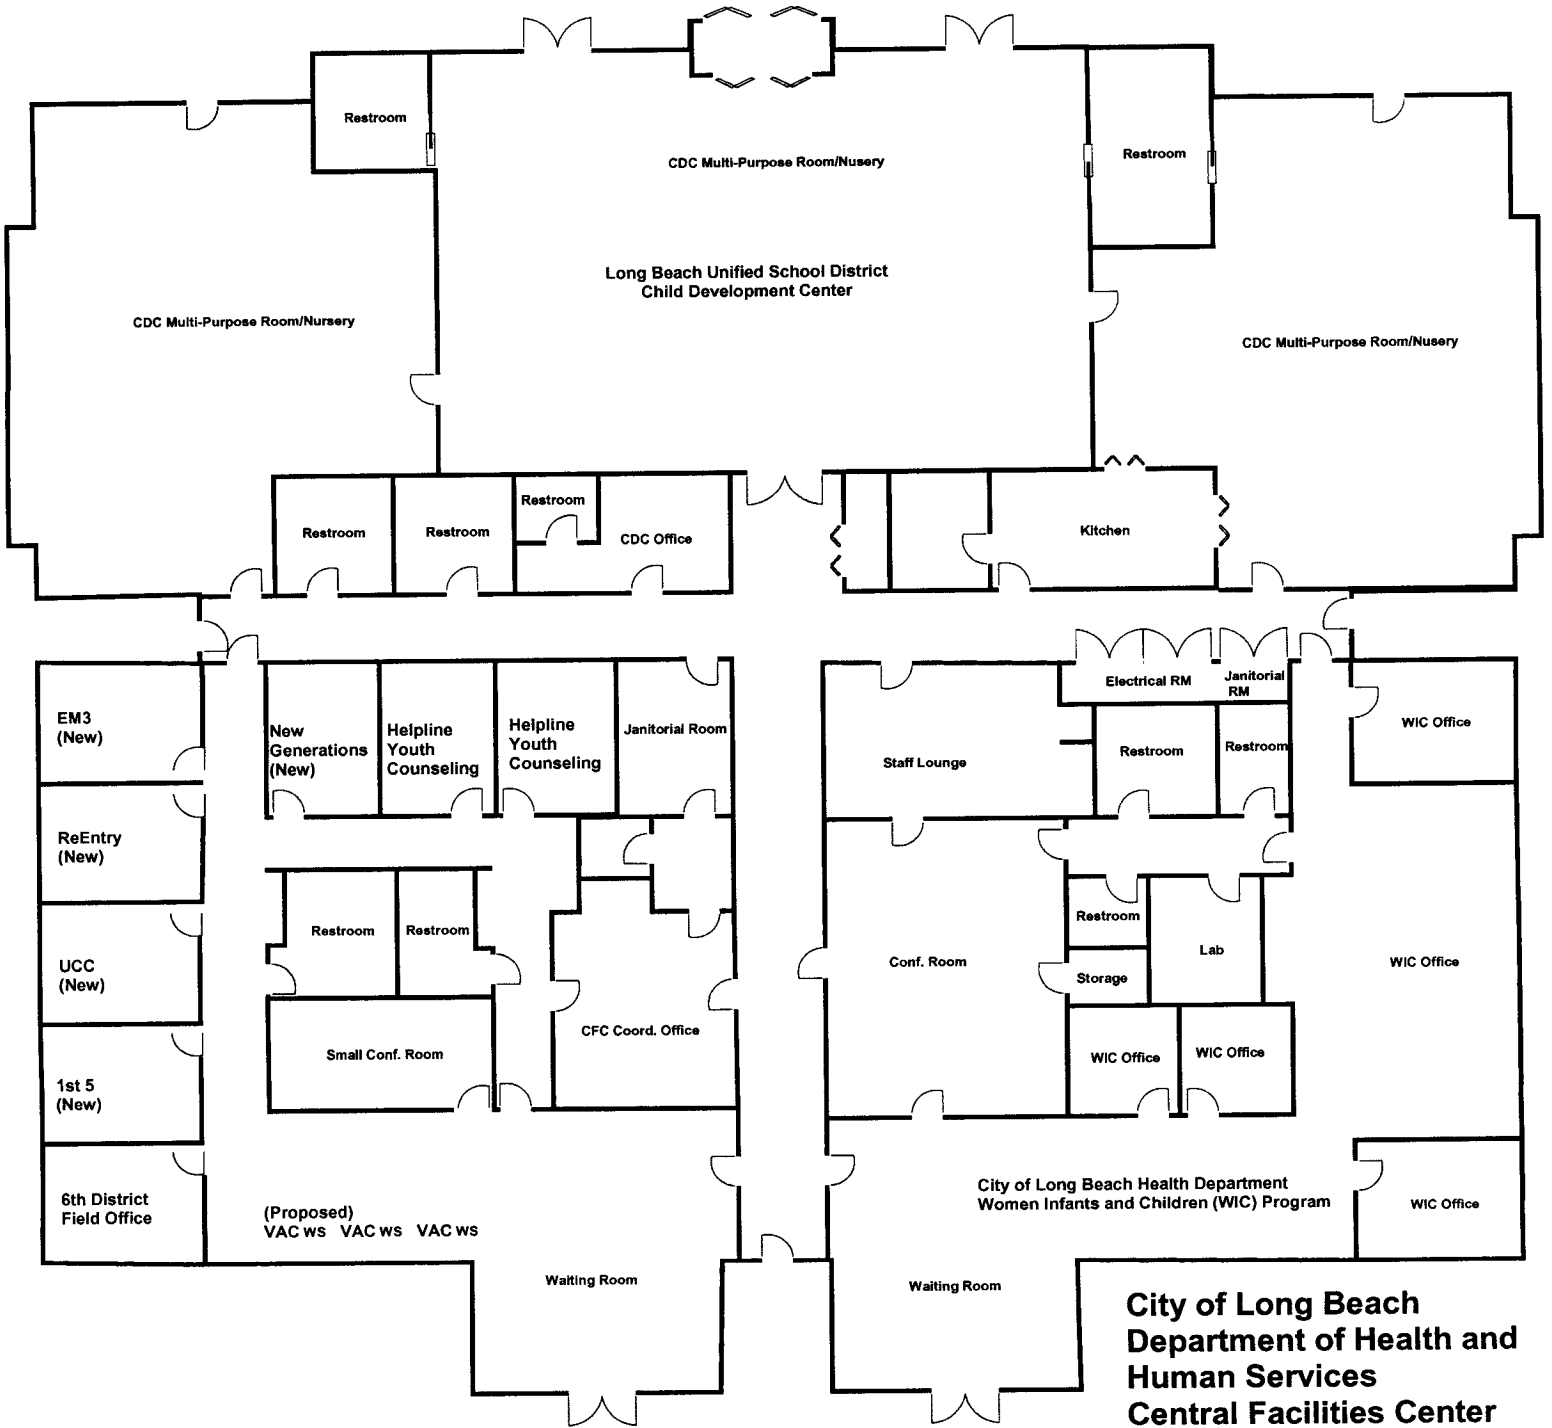 Restroom
CDC Multi-Purpose Room/Nusery
Restroom
Long Beach Unified School District
Child Development Center
CDC Multi-Purpose Room/Nursery
CDC Multi-Purpose Room/Nusery
Restroom
Restroom
Restroom
CDC Office
Kitchen
EM3
(New)
New
Generations
(New)
Helpline
Youth
Counseling
Helpline
Youth
Counseling
Janitorial Room
Staff Lounge
Electrical RM
Janitorial
RM
Restroom
Restroom
WIC Office
ReEntry
(New)
UCC
(New)
Restroom
Restroom
CFC Coord. Office
Small Conf. Room
Conf. Room
Restroom
Storage
Lab
WIC Office
WIC Office
WIC Office
1st 5
(New)
6th District
Field Office
(Proposed)
VAC ws VAC ws VAC ws
Waiting Room
City of Long Beach Health Department
Women Infants and Children (WIC) Program
WIC Office
Waiting Room
City of Long Beach
Department of Health and
Human Services
Central Facilities Center